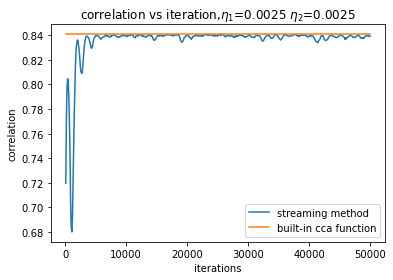 correlation vs iteration,η₁=0.0025 η₂=0.0025
0.84
0.82
0.80
0.78
0.76
0.74
0.72
0.70
0.68
correlation
streaming method
built-in cca function
0 10000 20000 30000 40000 50000
iterations